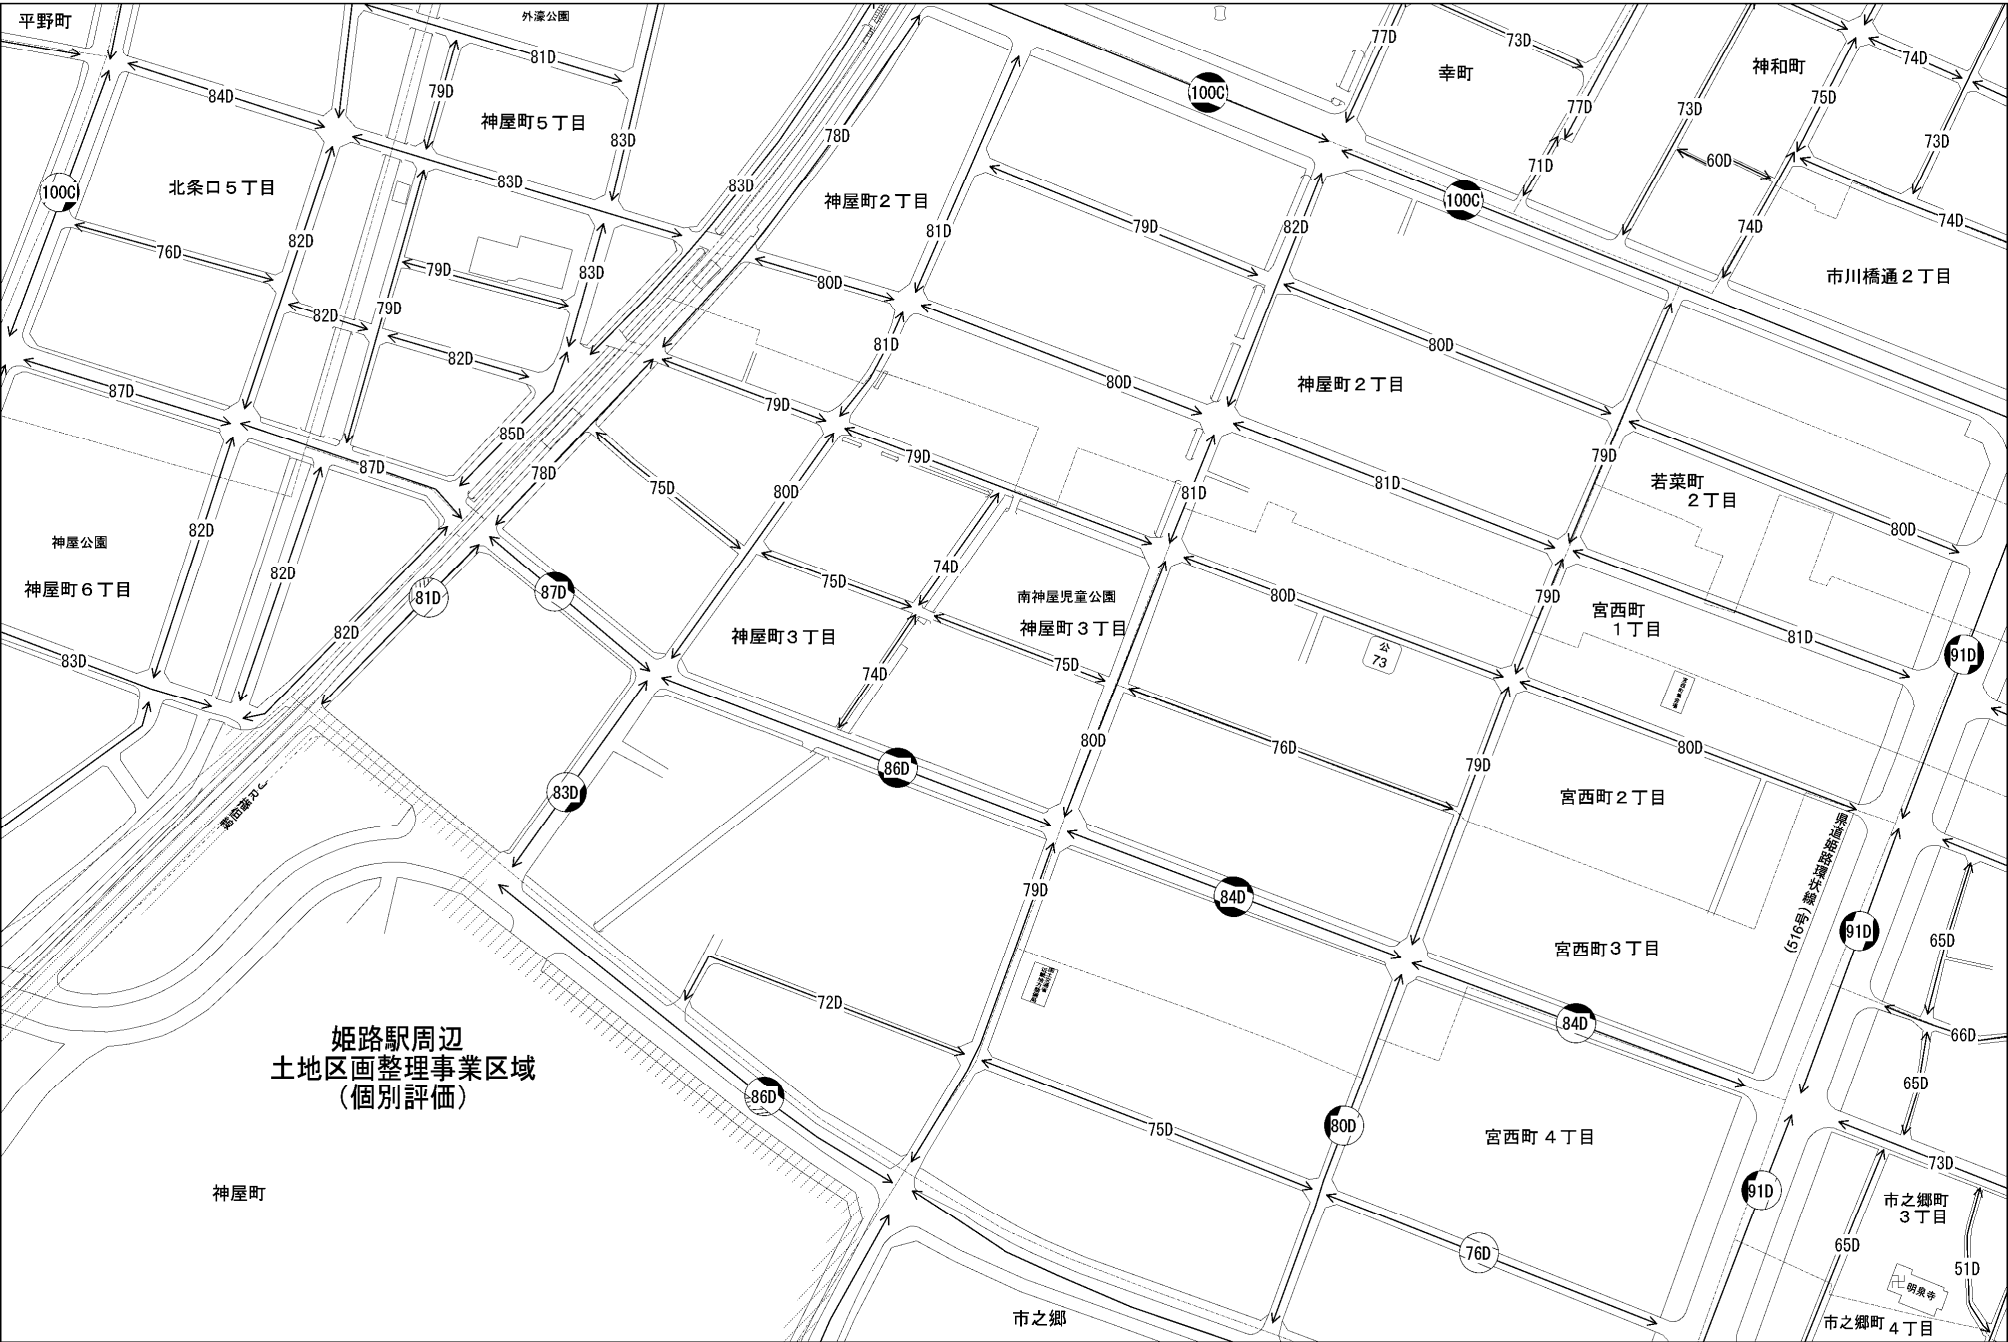 平野町
外濠公園
81D
77D
73D
74D
神和町
幸町
84D
79D
神屋町5丁目
100C
78D
77D
73D
75D
83D
73D
71D
60D
100C
北条口5丁目
83D
83D
神屋町2丁目
100C
74D
76D
82D
81D
79D
82D
74D
79D
83D
80D
市川橋通2丁目
82D
79D
82D
81D
80D
80D
神屋町2丁目
87D
79D
85D
79D
79D
87D
78D
75D
80D
81D
81D
若菜町
2丁目
80D
82D
神屋公園
82D
74D
神屋町6丁目
81D
87D
75D
南神屋児童公園
80D
79D
宮西町
1丁目
82D
神屋町3丁目
神屋町3丁目
公
73
81D
91D
83D
74D
75D
80D
76D
79D
80D
83D
86D
宮西町2丁目
JR播但線
県道姫路環状線
(516号)
79D
84D
91D
65D
宮西町3丁目
72D
84D
66D
姫路駅周辺
土地区画整理事業区域
(個別評価)
86D
75D
80D
宮西町4丁目
65D
73D
神屋町
91D
市之郷町
3丁目
76D
65D
51D
明泉寺
市之郷
市之郷町4丁目